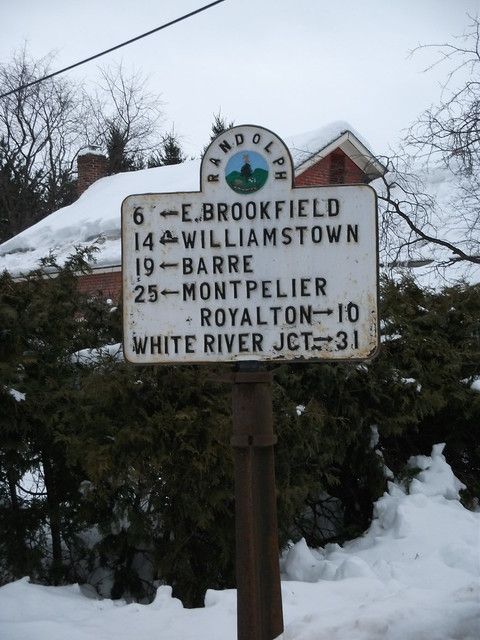 RANDOLPH
6 ← E. BROOKFIELD
14 ← WILLIAMSTOWN
19 ← BARRE
25 ← MONTPELIER
ROYALTON → 10
WHITE RIVER JCT. → 31